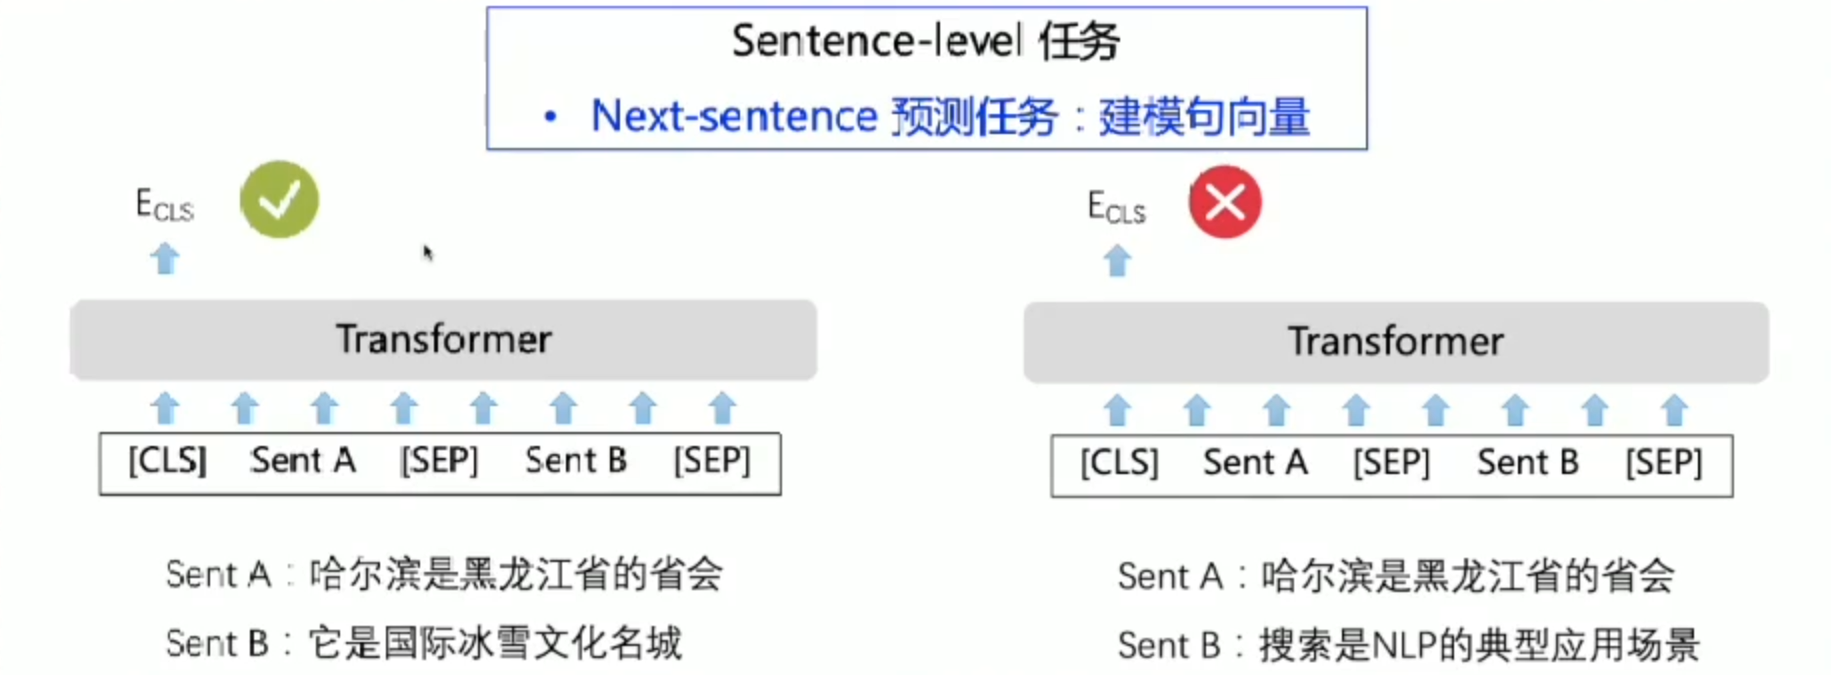 Sentence-level 任务
• Next-sentence 预测任务：建模句向量
E_CLS
Transformer
[CLS] Sent A [SEP] Sent B [SEP]
Sent A：哈尔滨是黑龙江省的省会
Sent B：它是国际冰雪文化名城
E_CLS
Transformer
[CLS] Sent A [SEP] Sent B [SEP]
Sent A：哈尔滨是黑龙江省的省会
Sent B：搜索是NLP的典型应用场景